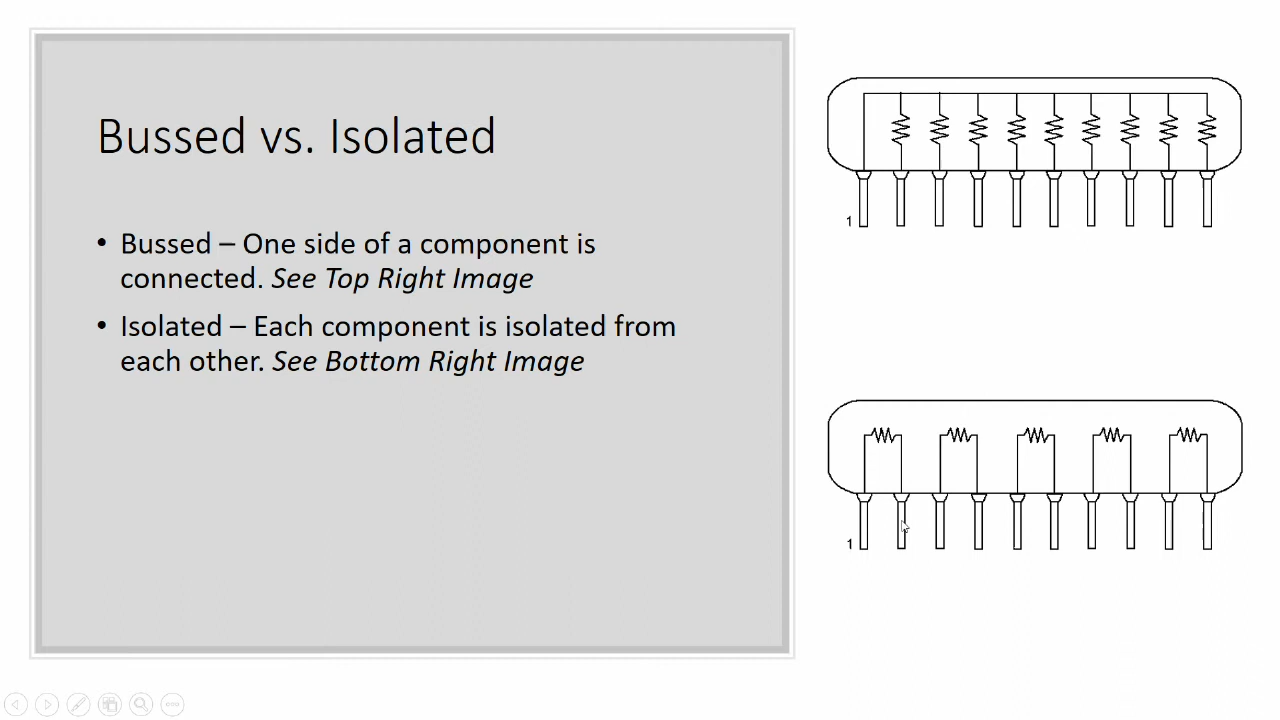 Bussed vs. Isolated
• Bussed – One side of a component is
connected. See Top Right Image
• Isolated – Each component is isolated from
each other. See Bottom Right Image
1
1